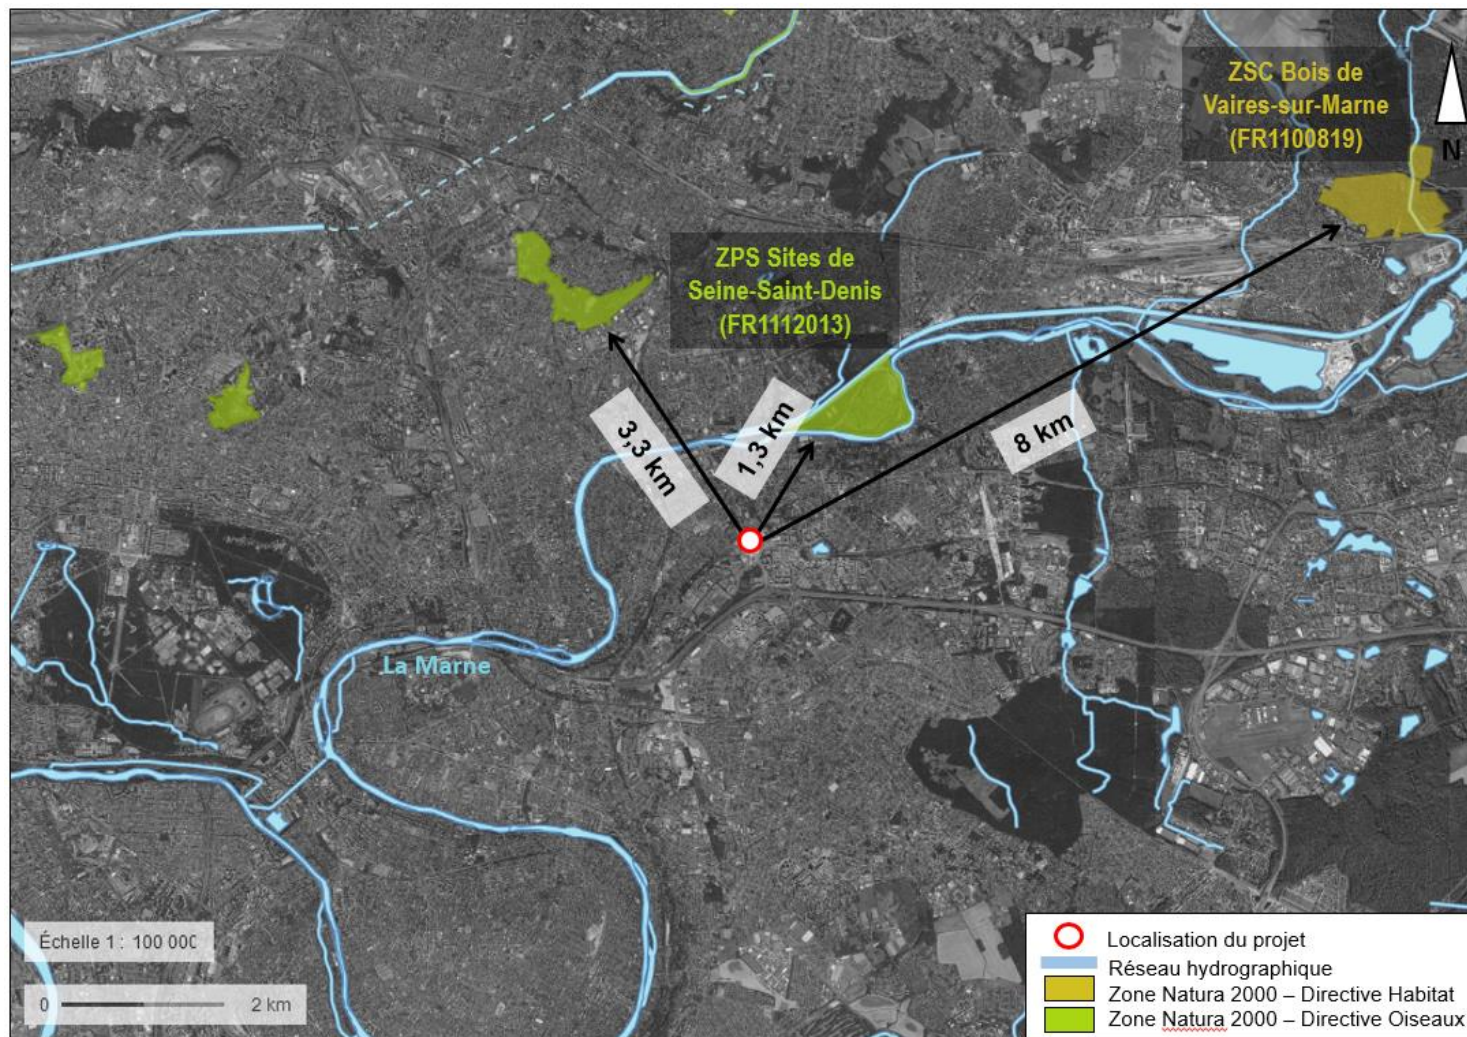 ZSC Bois de
Vaires-sur-Marne
(FR1100819)
N
ZPS Sites de
Seine-Saint-Denis
(FR1112013)
3,3 km
1,3 km
8 km
La Marne
Échelle 1 : 100 000
0 2 km
Localisation du projet
Réseau hydrographique
Zone Natura 2000 – Directive Habitat
Zone Natura 2000 – Directive Oiseaux